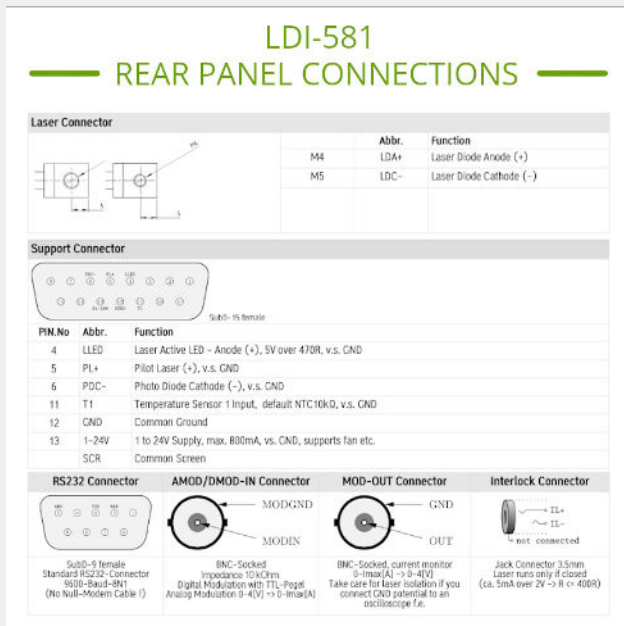 LDI-581
REAR PANEL CONNECTIONS
Laser Connector
Abbr. Function
M4 LDA+ Laser Diode Anode (+)
M5 LDC- Laser Diode Cathode (-)
5
5
Support Connector
SubD-15 female
PIN.No Abbr. Function
4 LLED Laser Active LED - Anode (+), 5V over 470R, v.s. GND
5 PL+ Pilot Laser (+), v.s. GND
6 PDC- Photo Diode Cathode (-), v.s. GND
11 T1 Temperature Sensor 1 Input, default NTC10kΩ, v.s. GND
12 GND Common Ground
13 1-24V 1 to 24V Supply, max. 800mA, vs. GND, supports fan etc.
SCR Common Screen
RS232 Connector
SubD-9 female
Standard RS232-Connector
9600-Baud-8N1
(No Null-Modem Cable !)
AMOD/DMOD-IN Connector
MODGND
MODIN
BNC-Socked
Impedance 10kOhm
Digital Modulation with TTL-Pegel
Analog Modulation 0-4[V] -> 0-Imax[A]
MOD-OUT Connector
GND
OUT
BNC-Socked, current monitor
0-Imax[A] -> 0-4[V]
Take care for laser isolation if you
connect GND potential to an
oscilloscope f.e.
Interlock Connector
IL+
IL-
not connected
Jack Connector 3.5mm
Laser runs only if closed
(ca. 5mA over 2V -> R <= 400R)